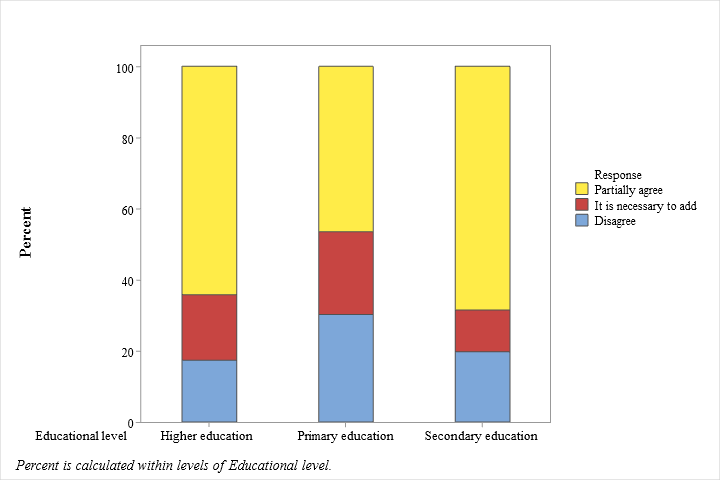 100
80
60
40
20
0
Percent
Response
Partially agree
It is necessary to add
Disagree
Educational level Higher education Primary education Secondary education
Percent is calculated within levels of Educational level.